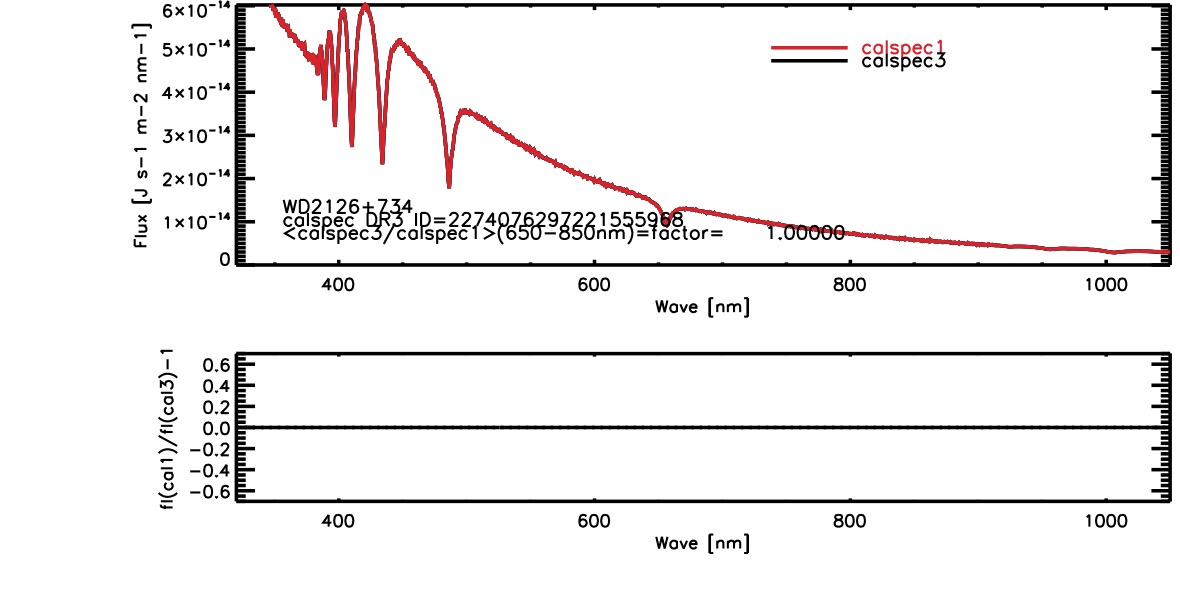 6×10⁻¹⁴
5×10⁻¹⁴
4×10⁻¹⁴
3×10⁻¹⁴
2×10⁻¹⁴
1×10⁻¹⁴
0
Flux [J s−1 m−2 nm−1]
calspec1
calspec3
WD2126+734
calspec DR3 ID=2274076297221555968
<calspec3/calspec1>(650−850nm)=factor= 1.00000
400 600 800 1000
Wave [nm]
0.6
0.4
0.2
0.0
−0.2
−0.4
−0.6
fl(cal1)/fl(cal3)−1
400 600 800 1000
Wave [nm]